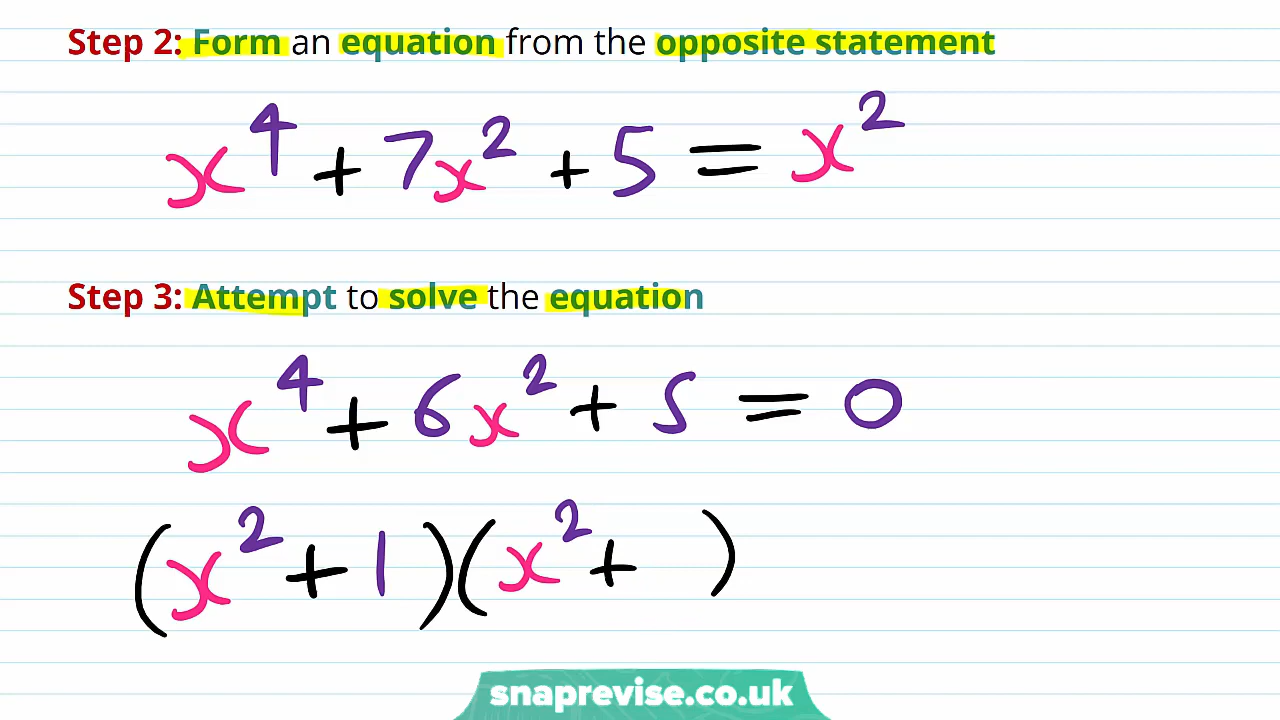 Step 2: Form an equation from the opposite statement
x⁴ + 7x² + 5 = x²
Step 3: Attempt to solve the equation
x⁴ + 6x² + 5 = 0
(x² + 1)(x² + )
snaprevise.co.uk